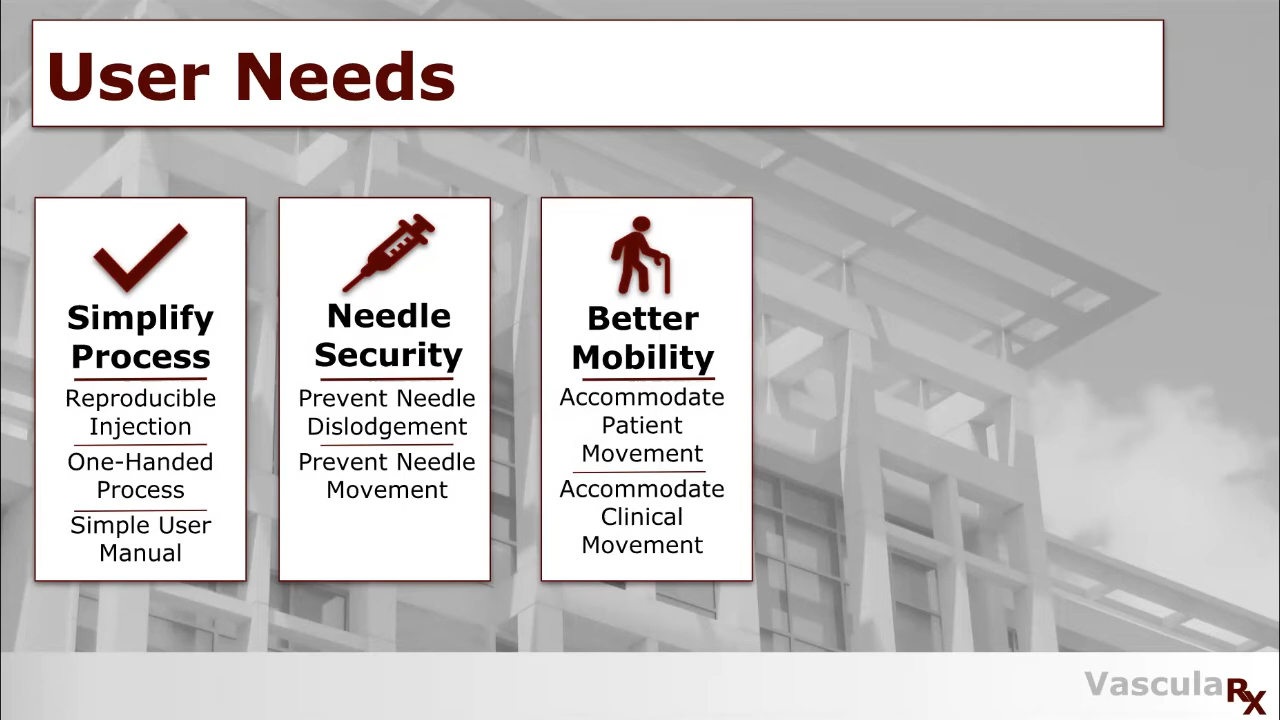 User Needs
Simplify
Process
Reproducible
Injection
One-Handed
Process
Simple User
Manual
Needle
Security
Prevent Needle
Dislodgement
Prevent Needle
Movement
Better
Mobility
Accommodate
Patient
Movement
Accommodate
Clinical
Movement
VasculaRx